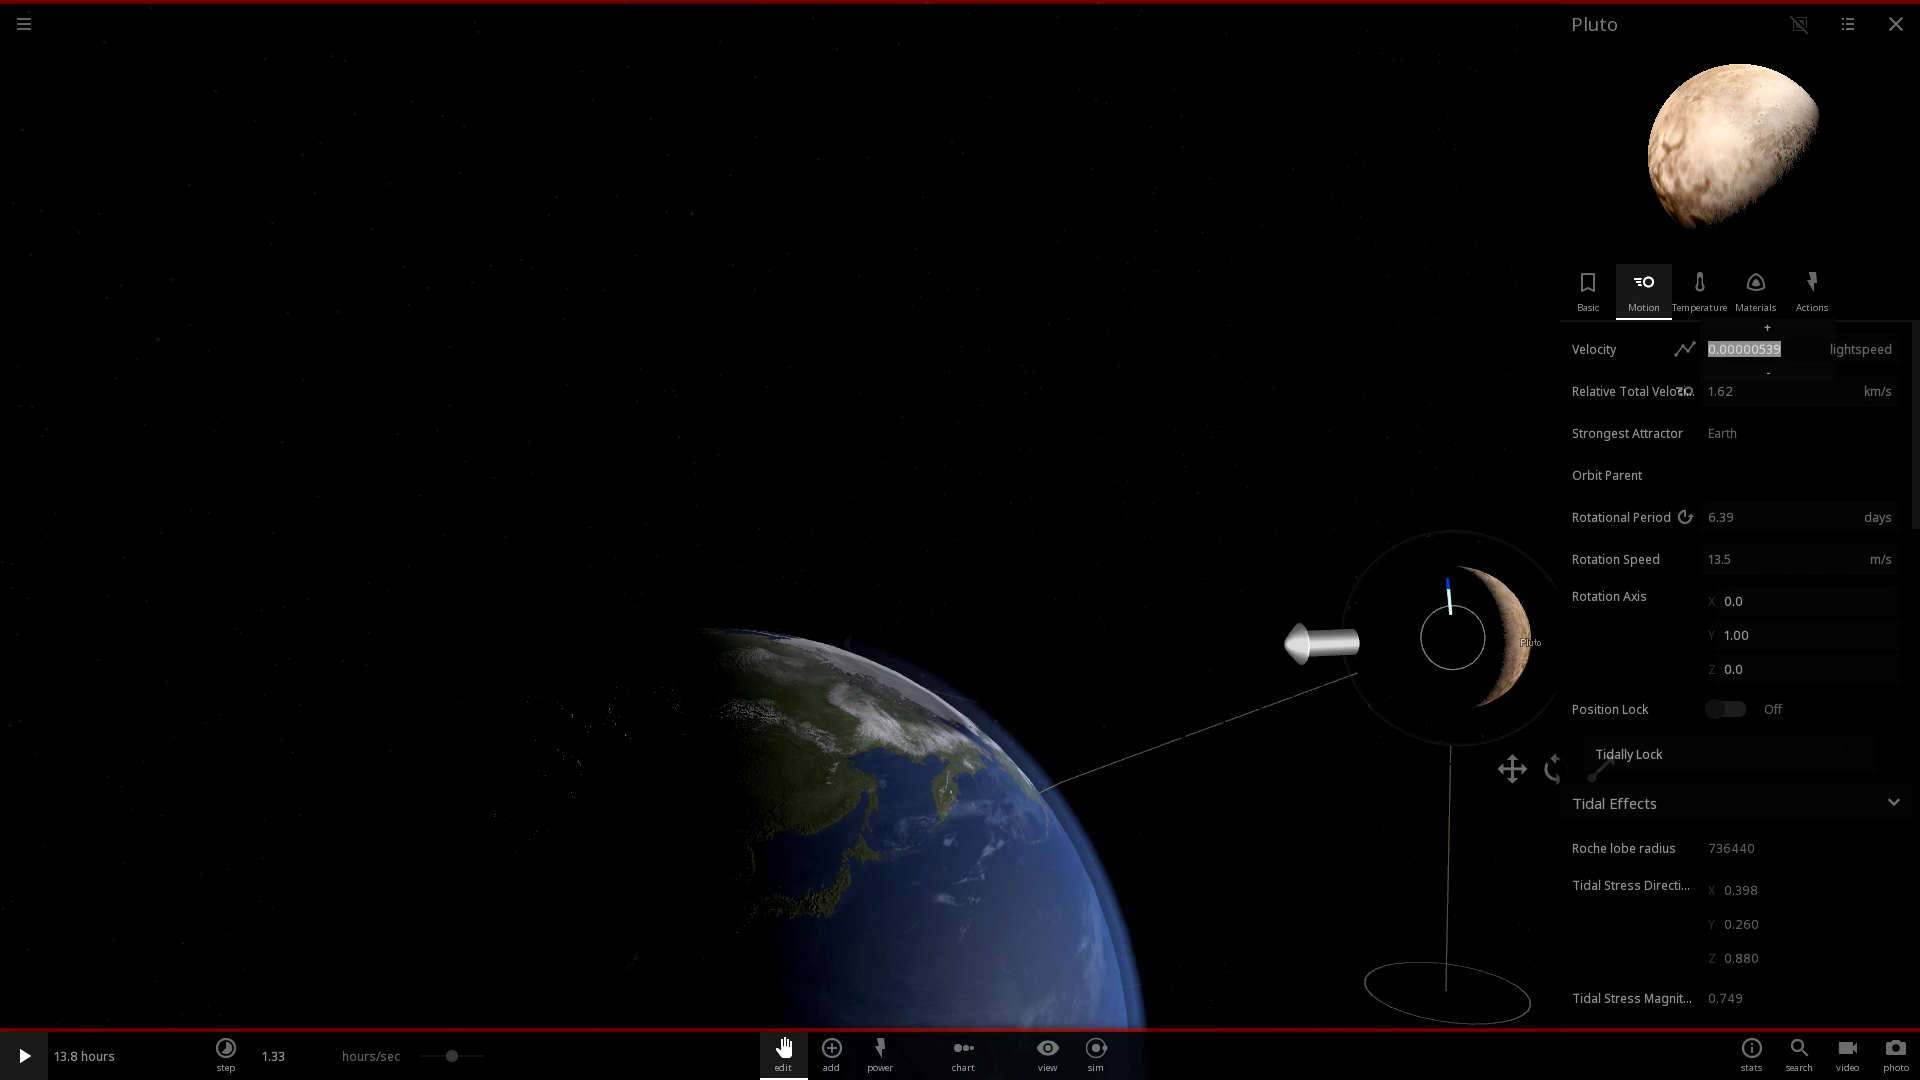 Pluto
Basic
Motion
Temperature
Materials
Actions
+
Velocity 0.00000539 lightspeed
-
Relative Total Veloci... 1.62 km/s
Strongest Attractor Earth
Orbit Parent
Rotational Period 6.39 days
Rotation Speed 13.5 m/s
Rotation Axis X 0.0
Y 1.00
Z 0.0
Pluto
Position Lock Off
Tidally Lock
Tidal Effects
Roche lobe radius 736440
Tidal Stress Directi... X 0.398
Y 0.260
Z 0.880
Tidal Stress Magnit... 0.749
13.8 hours
step
1.33 hours/sec
edit
add
power
chart
view
sim
stats
search
video
photo